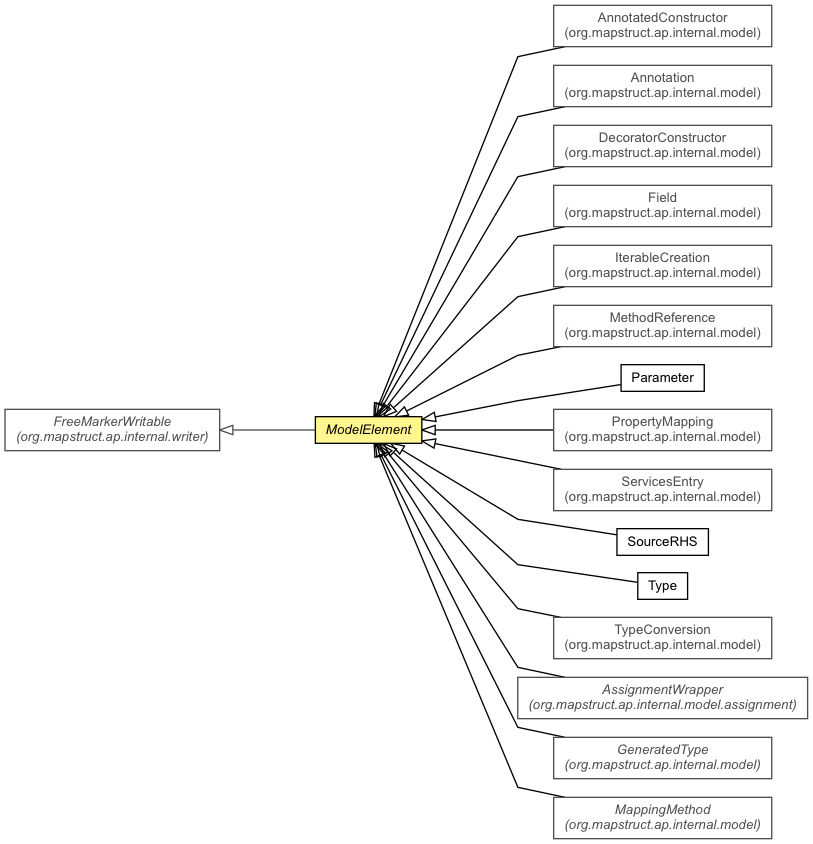 AnnotatedConstructor
(org.mapstruct.ap.internal.model)
Annotation
(org.mapstruct.ap.internal.model)
DecoratorConstructor
(org.mapstruct.ap.internal.model)
Field
(org.mapstruct.ap.internal.model)
IterableCreation
(org.mapstruct.ap.internal.model)
MethodReference
(org.mapstruct.ap.internal.model)
Parameter
FreeMarkerWritable
(org.mapstruct.ap.internal.writer)
ModelElement
PropertyMapping
(org.mapstruct.ap.internal.model)
ServicesEntry
(org.mapstruct.ap.internal.model)
SourceRHS
Type
TypeConversion
(org.mapstruct.ap.internal.model)
AssignmentWrapper
(org.mapstruct.ap.internal.model.assignment)
GeneratedType
(org.mapstruct.ap.internal.model)
MappingMethod
(org.mapstruct.ap.internal.model)